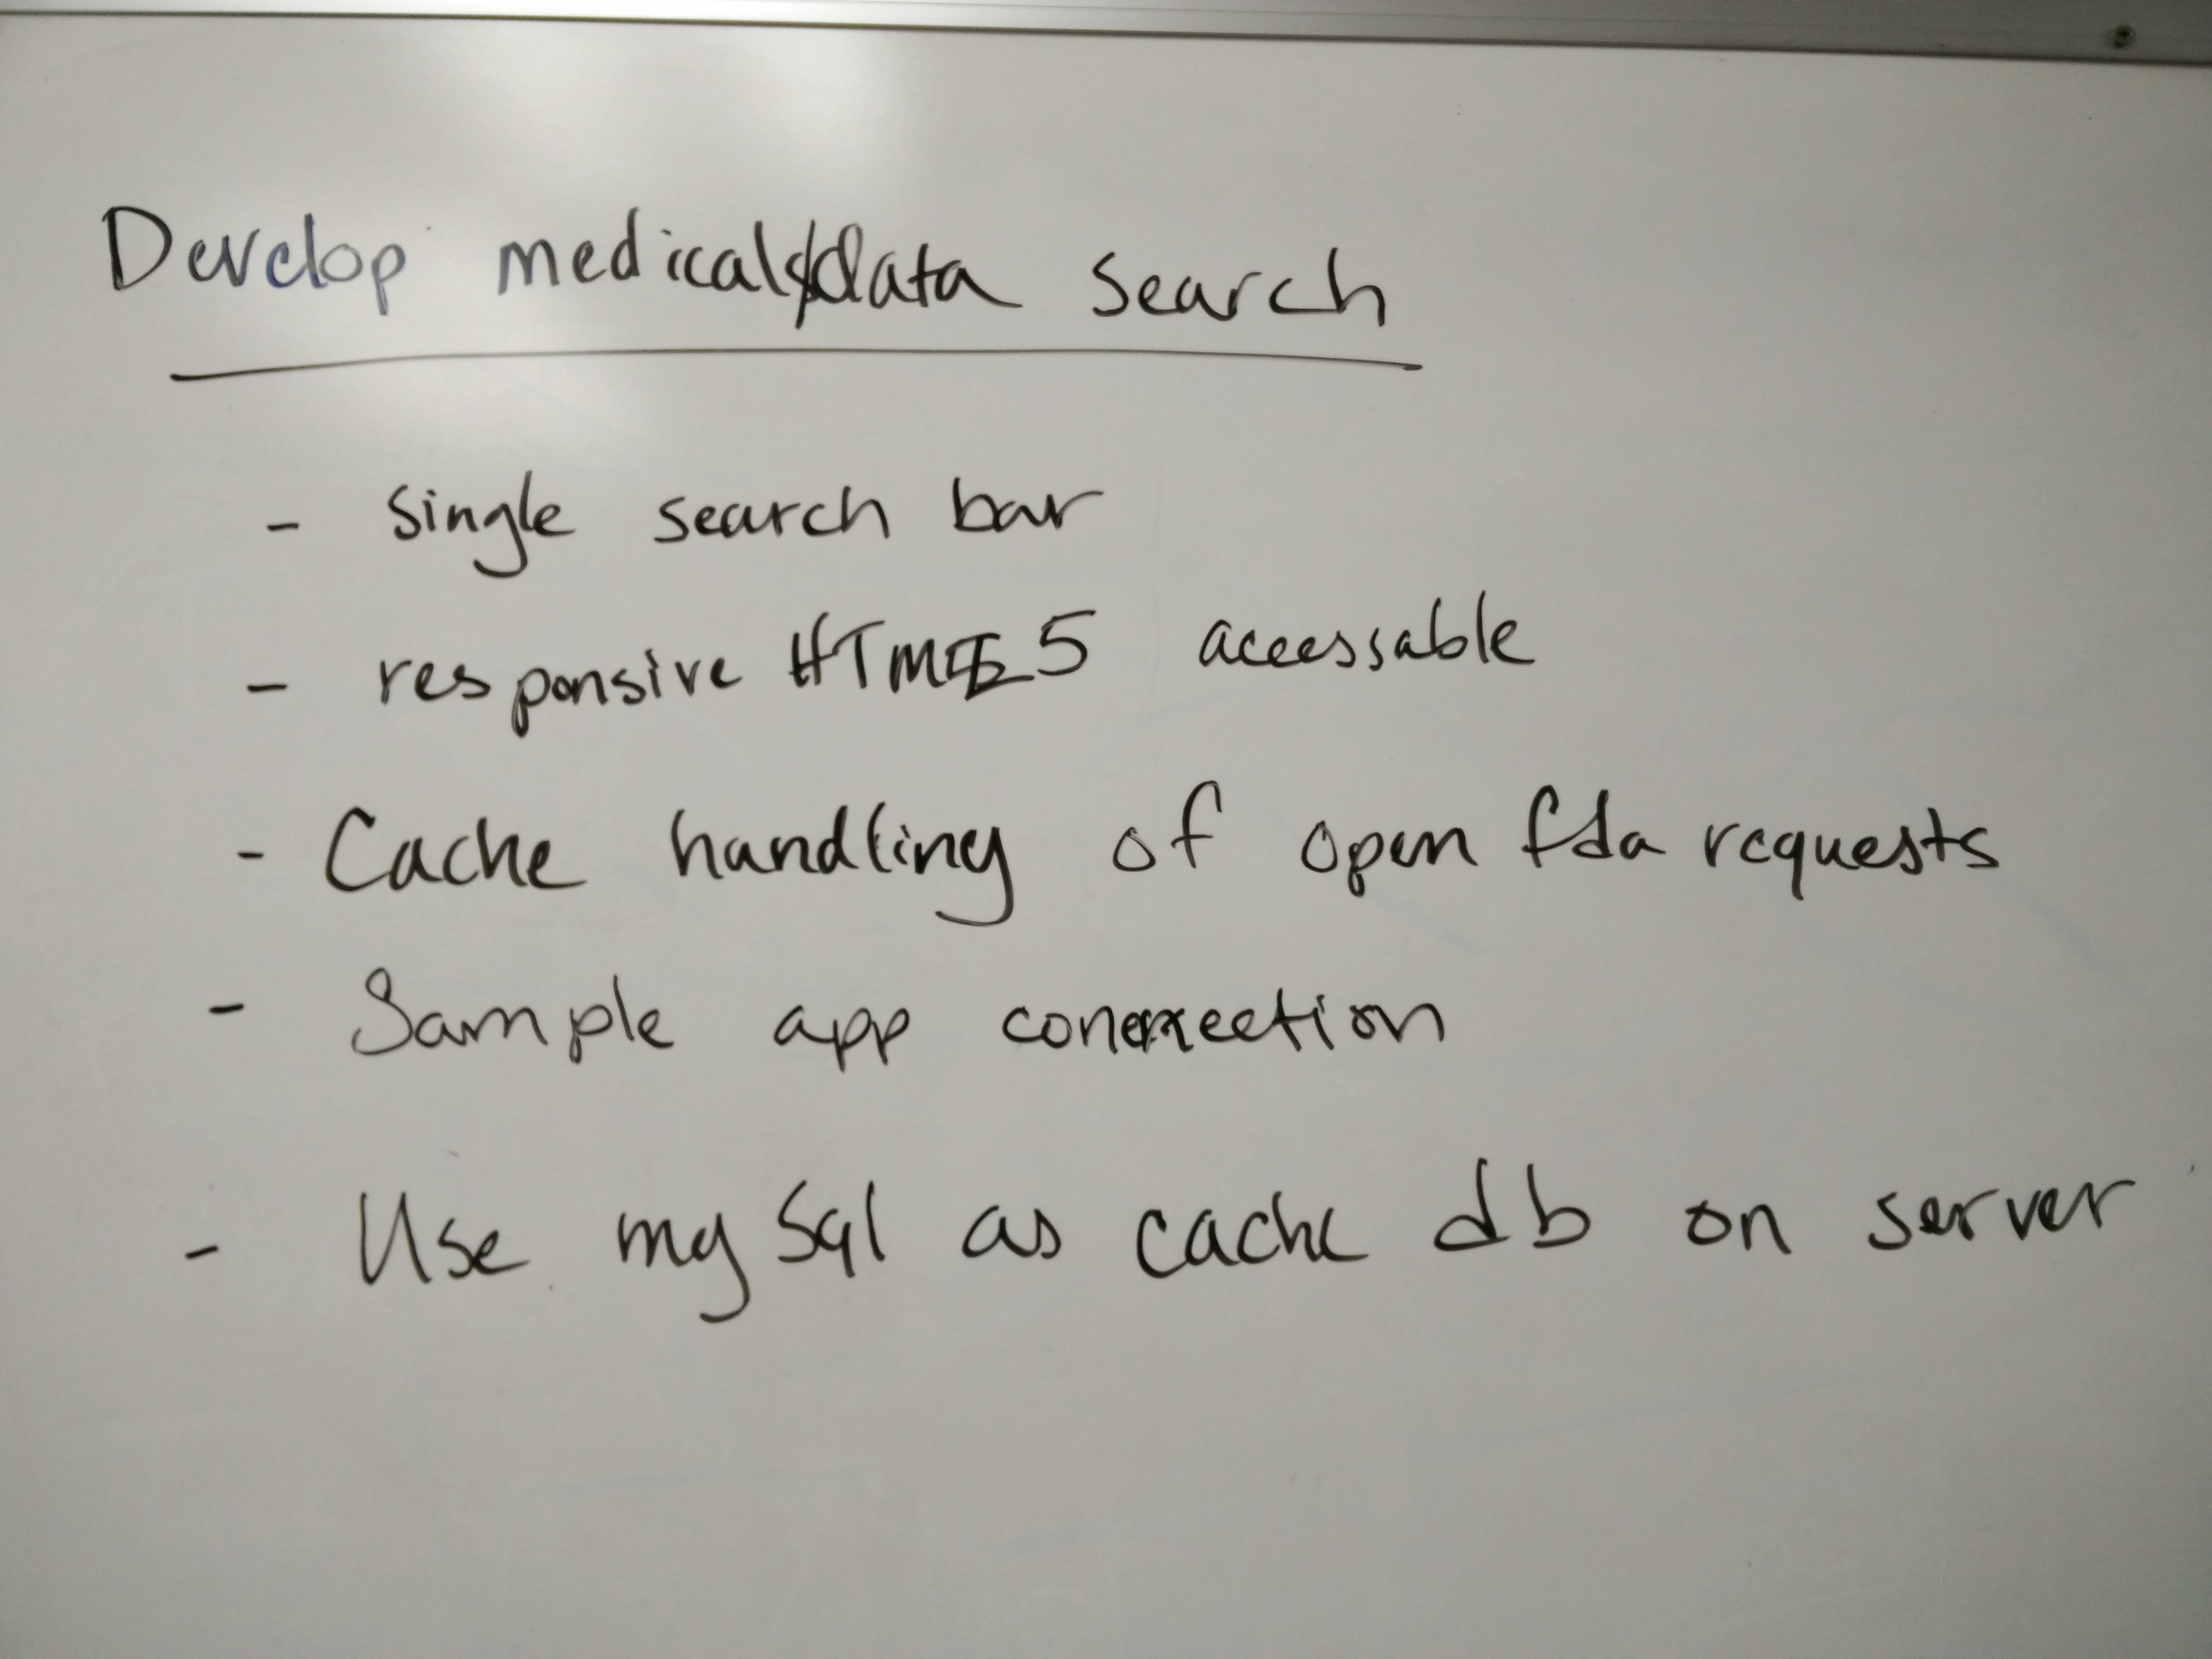 Develop medical data search
- single search bar
- responsive HTML5 accessable
- Cache handling of open fda requests
- Sample app connection
- Use mySql as cache db on server